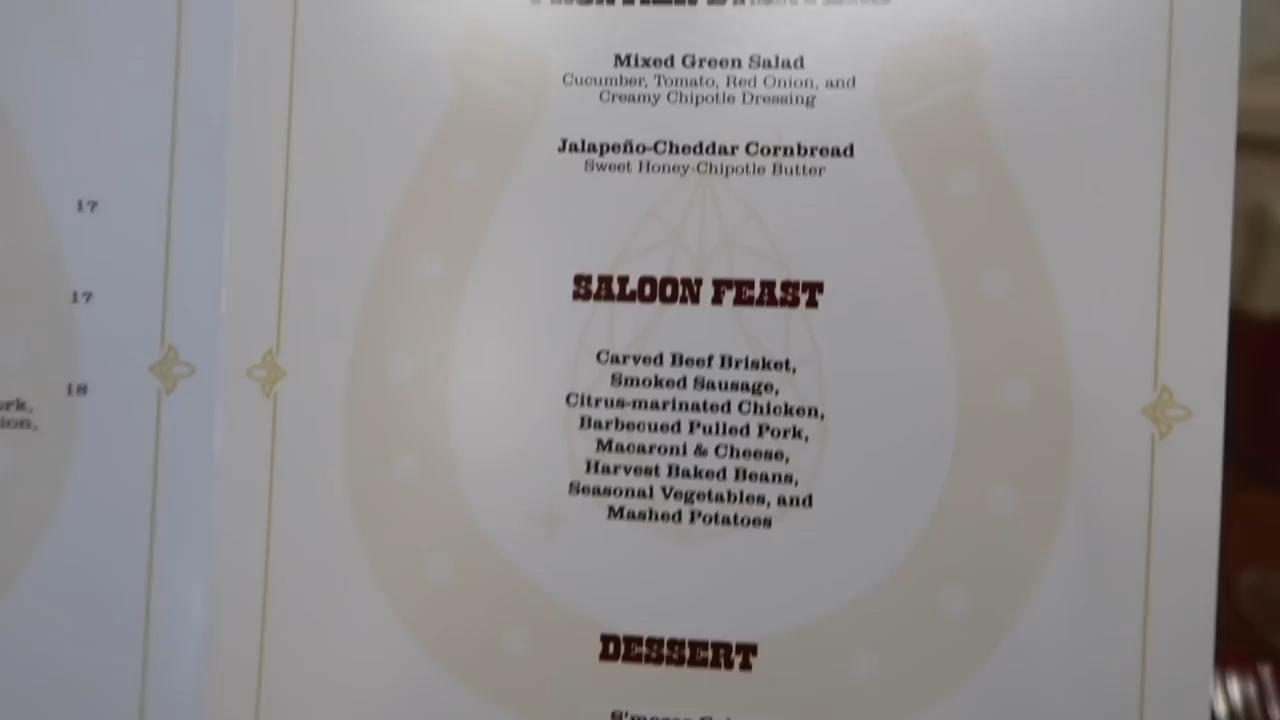 Mixed Green Salad
Cucumber, Tomato, Red Onion, and
Creamy Chipotle Dressing
Jalapeño-Cheddar Cornbread
Sweet Honey-Chipotle Butter
17
17
18
SALOON FEAST
Carved Beef Brisket,
Smoked Sausage,
Citrus-marinated Chicken,
Barbecued Pulled Pork,
Macaroni & Cheese,
Harvest Baked Beans,
Seasonal Vegetables, and
Mashed Potatoes
DESSERT
S'mores